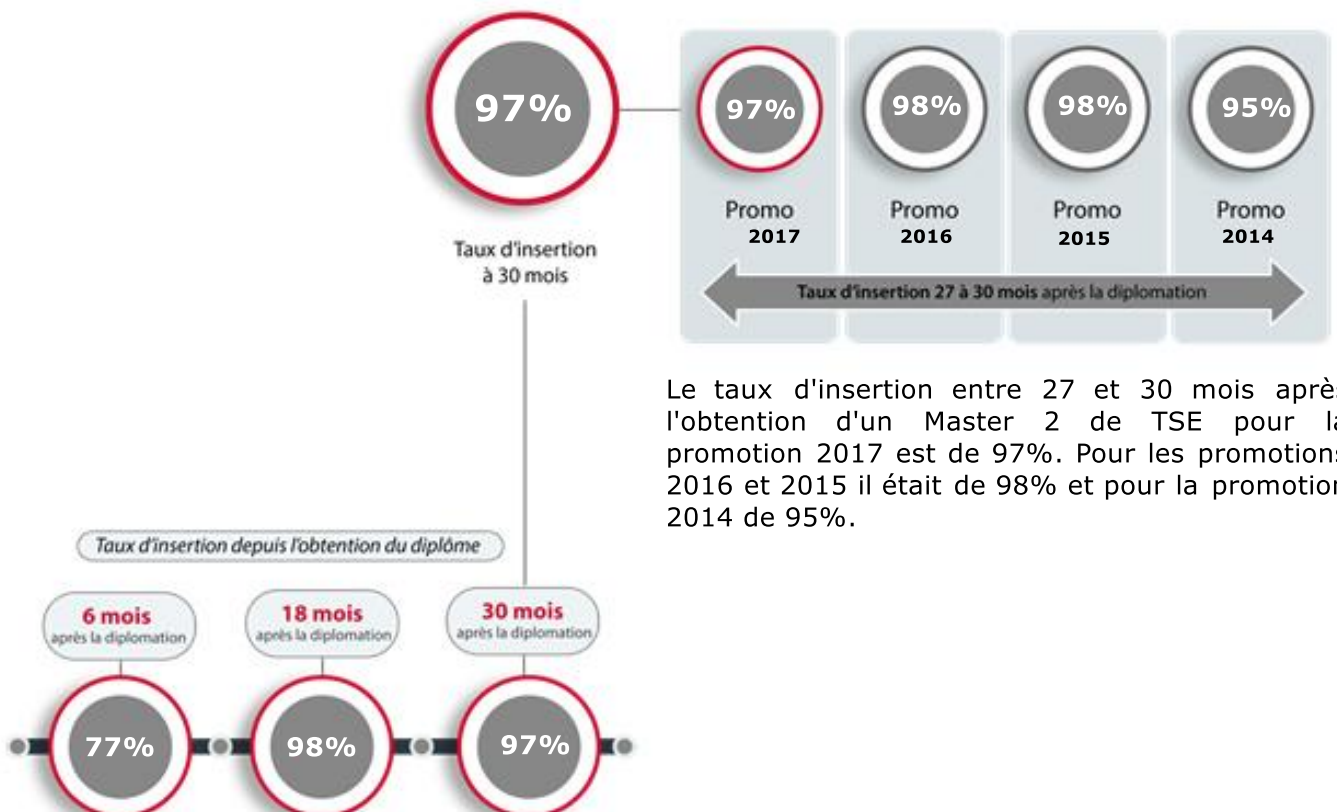 97%
Taux d'insertion
à 30 mois
97%
98%
98%
95%
Promo
2017
Promo
2016
Promo
2015
Promo
2014
Taux d'insertion 27 à 30 mois après la diplomation
Le taux d'insertion entre 27 et 30 mois après
l'obtention d'un Master 2 de TSE pour la
promotion 2017 est de 97%. Pour les promotions
2016 et 2015 il était de 98% et pour la promotion
2014 de 95%.
Taux d'insertion depuis l'obtention du diplôme
6 mois
après la diplomation
18 mois
après la diplomation
30 mois
après la diplomation
77%
98%
97%